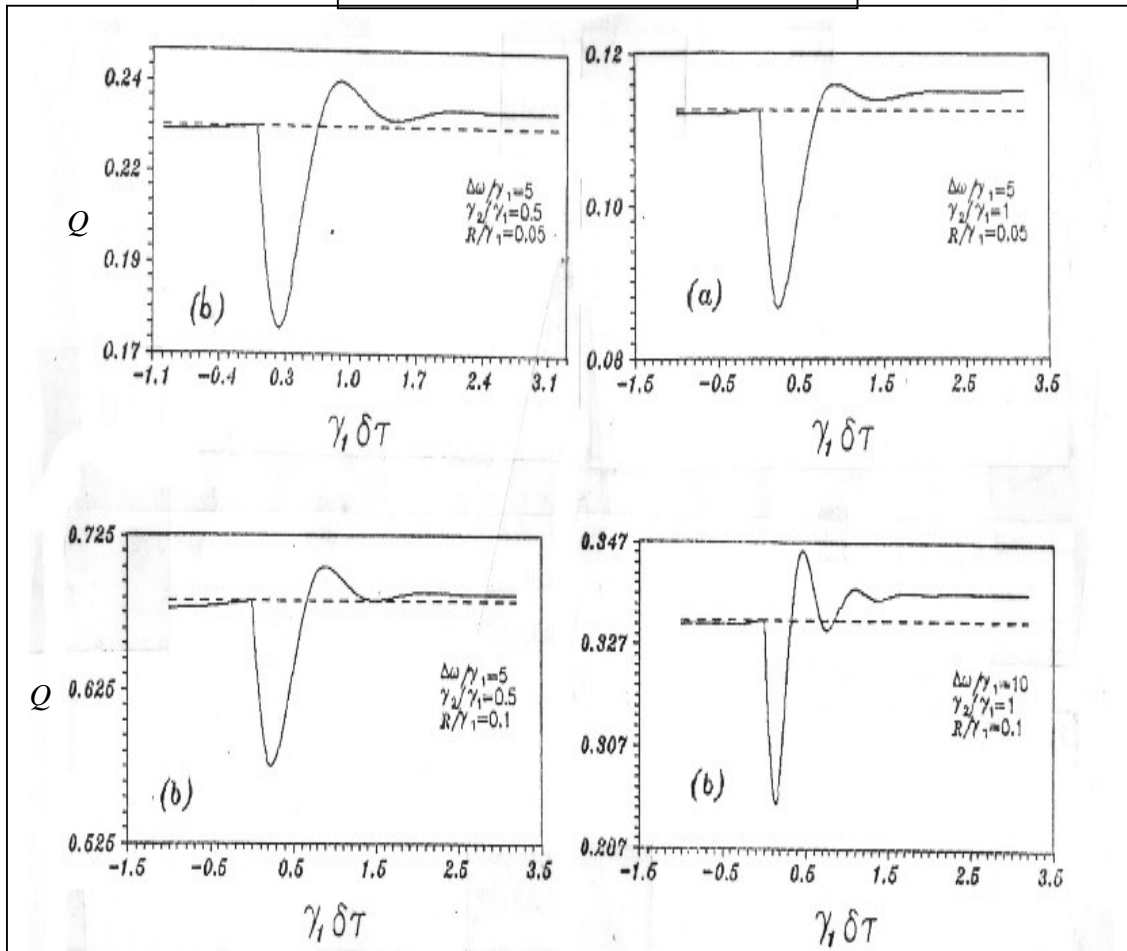 0.24
0.22
0.19
0.17
Q
(b)
Δω/γ₁=5
γ₂/γ₁=0.5
R/γ₁=0.05
-1.1 -0.4 0.3 1.0 1.7 2.4 3.1
γ₁ δτ
0.12
0.10
0.08
(a)
Δω/γ₁=5
γ₂/γ₁=1
R/γ₁=0.05
-1.5 -0.5 0.5 1.5 2.5 3.5
γ₁ δτ
0.725
0.625
0.525
Q
(b)
Δω/γ₁=5
γ₂/γ₁=0.5
R/γ₁=0.1
-1.5 -0.5 0.5 1.5 2.5 3.5
γ₁ δτ
0.347
0.327
0.307
0.207
(b)
Δω/γ₁=10
γ₂/γ₁=1
R/γ₁=0.1
-1.5 -0.5 0.5 1.5 2.5 3.5
γ₁ δτ